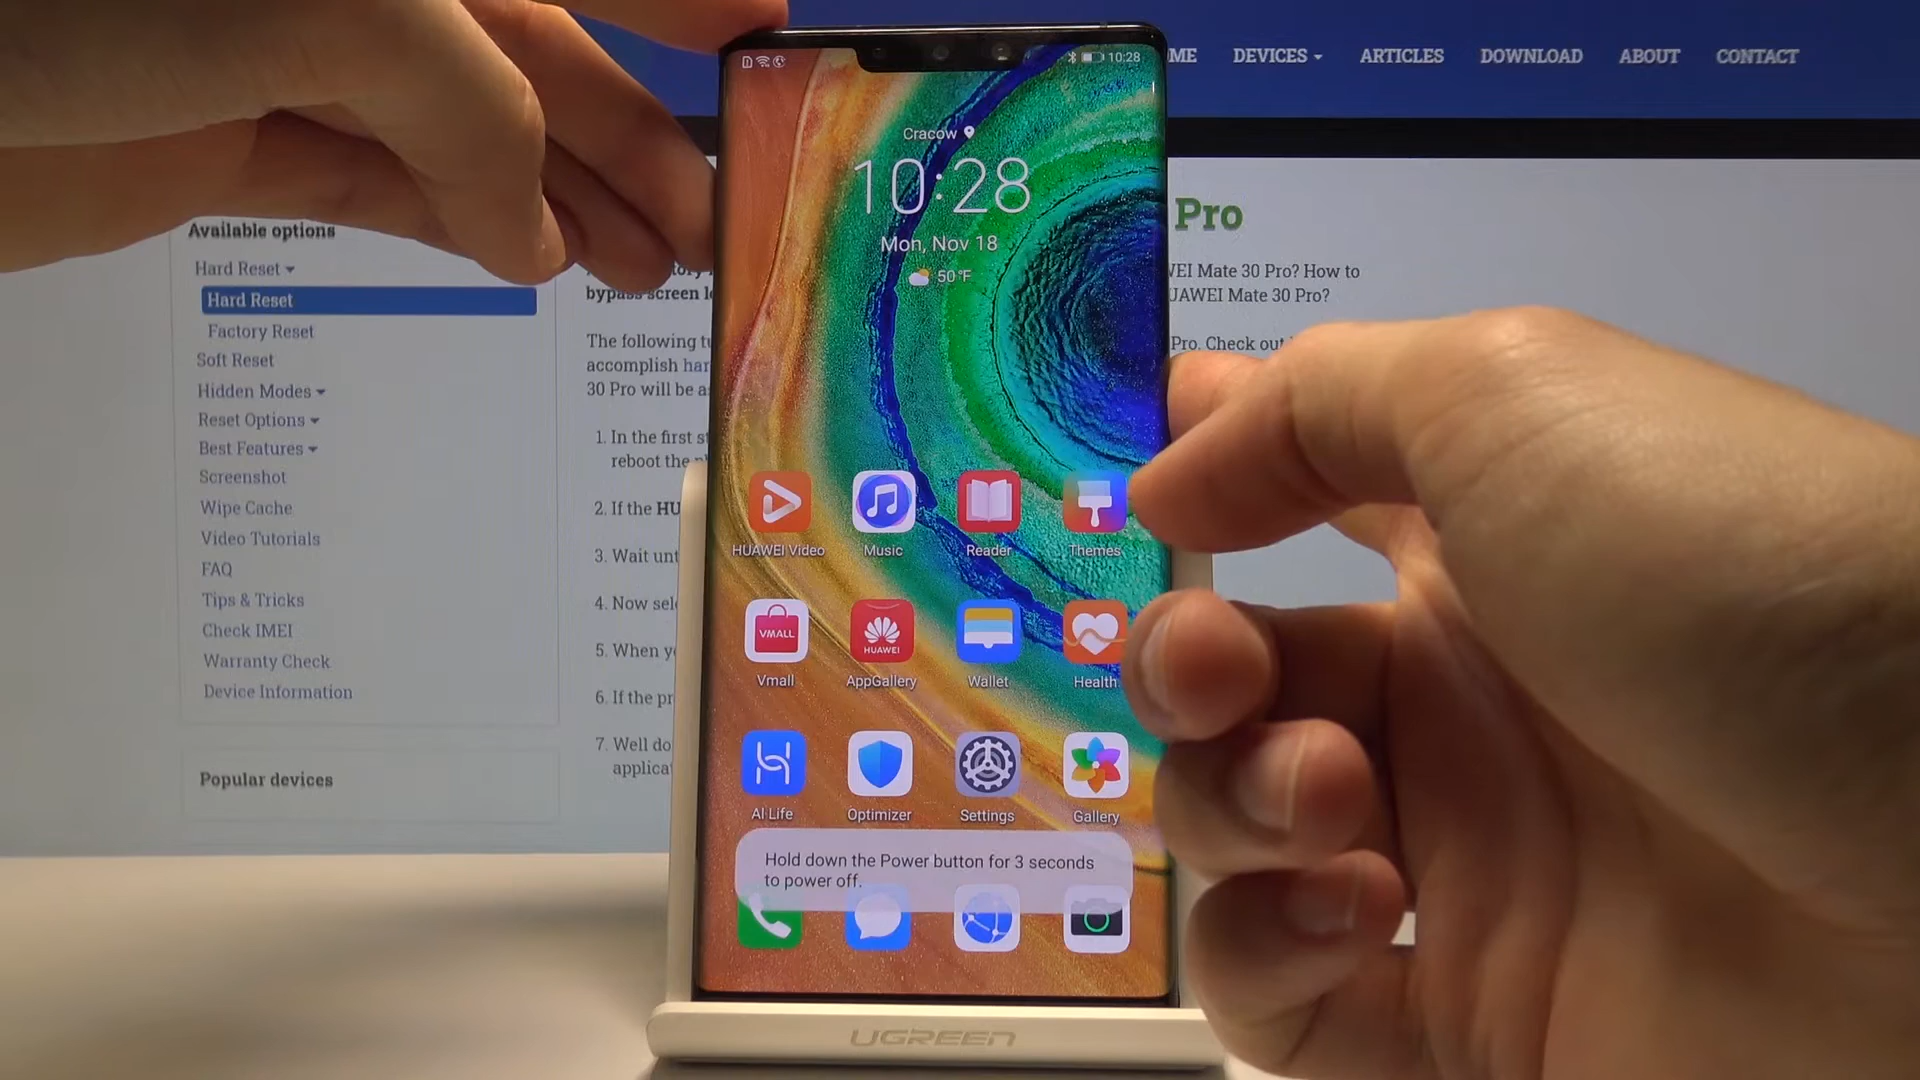 ME DEVICES ARTICLES DOWNLOAD ABOUT CONTACT
Available options
Hard Reset
Hard Reset
Factory Reset
Soft Reset
Hidden Modes
Reset Options
Best Features
Screenshot
Wipe Cache
Video Tutorials
FAQ
Tips & Tricks
Check IMEI
Warranty Check
Device Information
Popular devices
bypass screen l
The following tu
accomplish har
30 Pro will be a
1. In the first s
reboot the
2. If the HU
3. Wait unt
4. Now sel
5. When y
6. If the pr
7. Well do
applica
10:28
Cracow
10:28
Mon, Nov 18
50°F
HUAWEI Video
Music
Reader
Themes
VMALL
HUAWEI
Vmall
AppGallery
Wallet
Health
AI Life
Optimizer
Settings
Gallery
Hold down the Power button for 3 seconds
to power off.
UGREEN
Pro
WEI Mate 30 Pro? How to
UAWEI Mate 30 Pro?
Pro. Check out